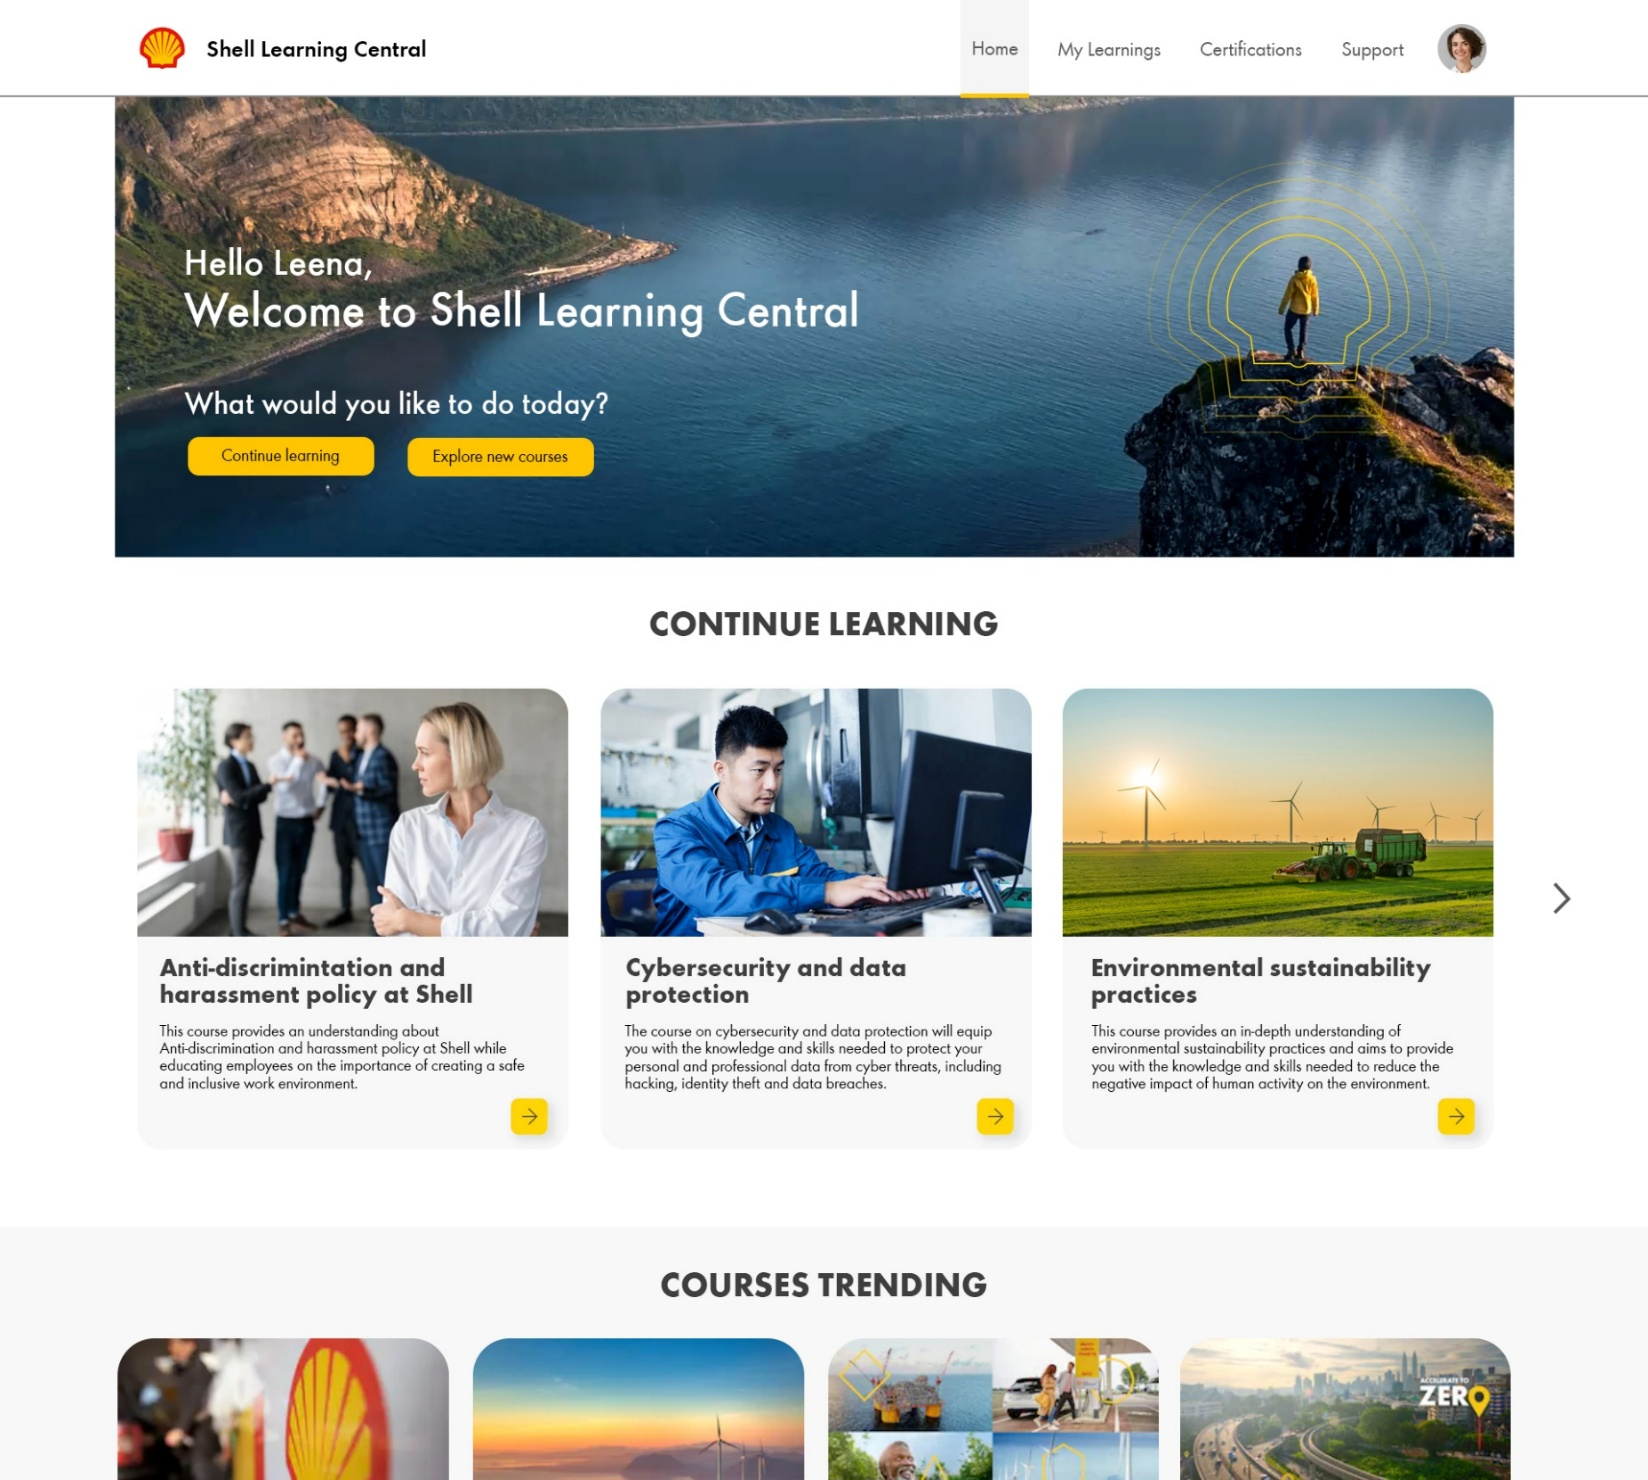 Shell Learning Central
Home
My Learnings
Certifications
Support
Hello Leena,
Welcome to Shell Learning Central
What would you like to do today?
Continue learning
Explore new courses
CONTINUE LEARNING
Anti-discrimintation and
harassment policy at Shell
This course provides an understanding about
Anti-discrimination and harassment policy at Shell while
educating employees on the importance of creating a safe
and inclusive work environment.
Cybersecurity and data
protection
The course on cybersecurity and data protection will equip
you with the knowledge and skills needed to protect your
personal and professional data from cyber threats, including
hacking, identity theft and data breaches.
Environmental sustainability
practices
This course provides an in-depth understanding of
environmental sustainability practices and aims to provide
you with the knowledge and skills needed to reduce the
negative impact of human activity on the environment.
COURSES TRENDING
ACCELERATE TO
ZERO